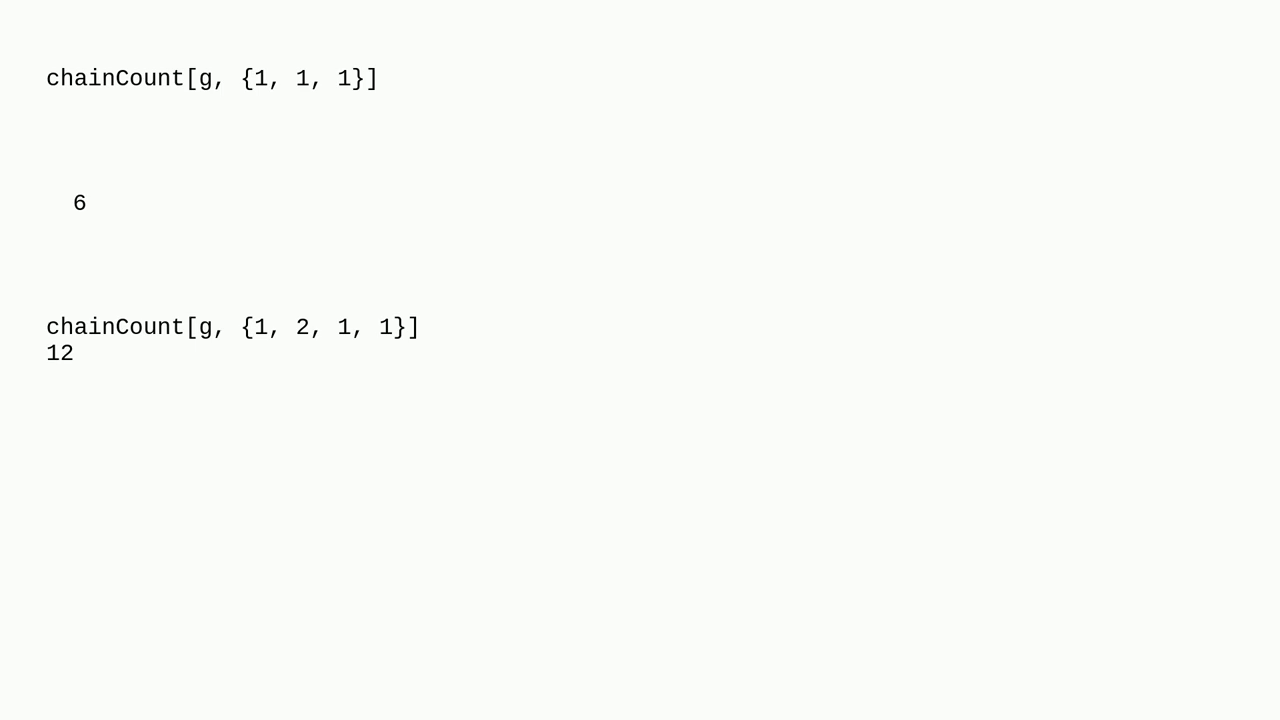 chainCount[g, {1, 1, 1}]
6
chainCount[g, {1, 2, 1, 1}]
12